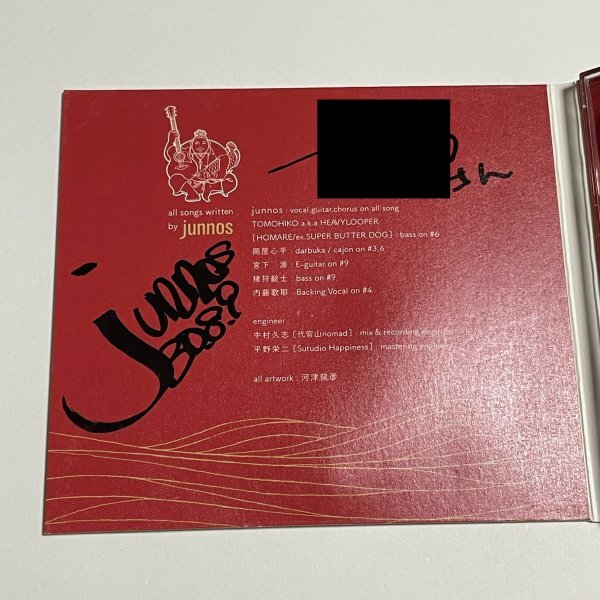 all songs written
by junnos
さん
junnos : vocal.guitar.chorus on all song
TOMOHIKO a.k.a HEAVYLOOPER
[HOMARE/ex.SUPER BUTTER DOG] : bass on #6
岡屋心平 : darbuka / cajon on #3.6
宮下 源 : E-guitar on #9
猪狩毅士 : bass on #9
内藤歌耶 : Backing Vocal on #4
engineer
中村久志 [代官山nomad] : mix & recording engineer
平野栄二 [Sutudio Happiness] : mastering engineer
all artwork : 河津龍彦
junnos